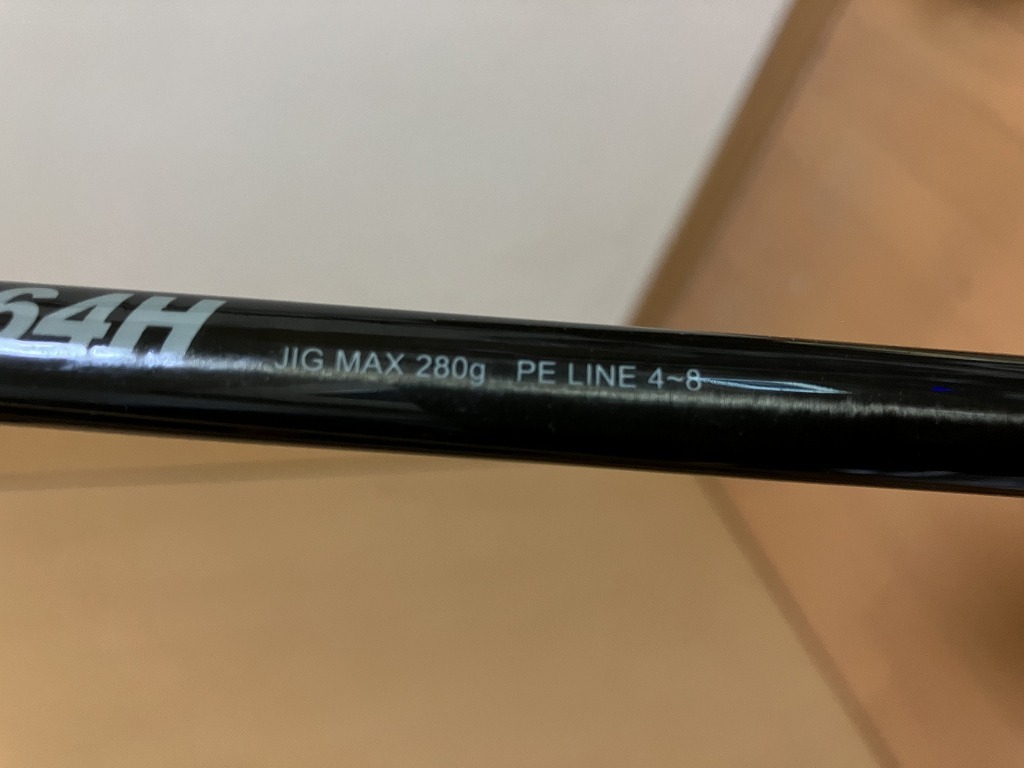 64H JIG MAX 280g PE LINE 4~8